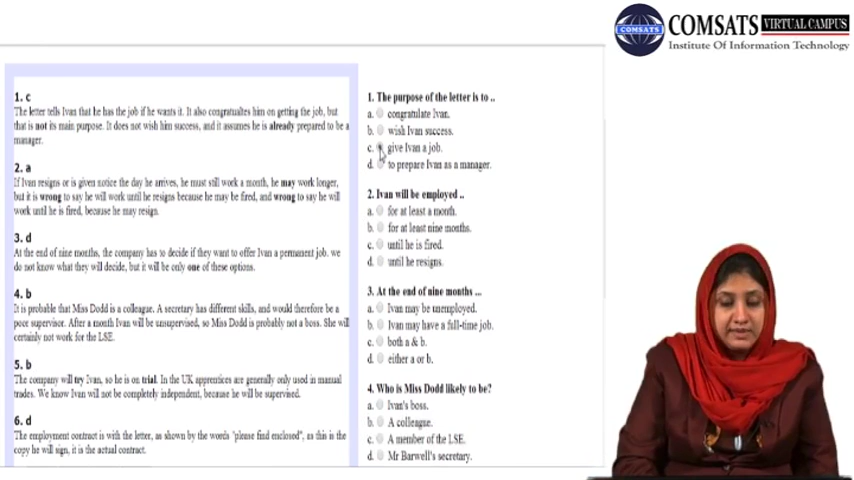 COMSATS VIRTUAL CAMPUS
Institute Of Information Technology
COMSATS
1. c
The letter tells Ivan that he has the job if he wants it. It also congratualtes him on getting the job, but
that is not its main purpose. It does not wish him success, and it assumes he is already prepared to be a
manager.
2. a
If Ivan resigns or is given notice the day he arrives, he must still work a month, he may work longer,
but it is wrong to say he will work until he resigns because he may be fired, and wrong to say he will
work until he is fired, because he may resign.
3. d
At the end of nine months, the company has to decide if they want to offer Ivan a permanent job. we
do not know what they will decide, but it will be only one of these options.
4. b
It is probable that Miss Dodd is a colleague. A secretary has different skills, and would therefore be a
poor supervisor. After a month Ivan will be unsupervised, so Miss Dodd is probably not a boss. She will
certainly not work for the LSE.
5. b
The company will try Ivan, so he is on trial. In the UK apprentices are generally only used in manual
trades. We know Ivan will not be completely independent, because he will be supervised.
6. d
The employment contract is with the letter, as shown by the words "please find enclosed", as this is the
copy he will sign, it is the actual contract.
1. The purpose of the letter is to ..
a. congratulate Ivan.
b. wish Ivan success.
c. give Ivan a job.
d. to prepare Ivan as a manager.
2. Ivan will be employed ..
a. for at least a month.
b. for at least nine months.
c. until he is fired.
d. until he resigns.
3. At the end of nine months ...
a. Ivan may be unemployed.
b. Ivan may have a full-time job.
c. both a & b.
d. either a or b.
4. Who is Miss Dodd likely to be?
a. Ivan's boss.
b. A colleague.
c. A member of the LSE.
d. Mr Barwell's secretary.